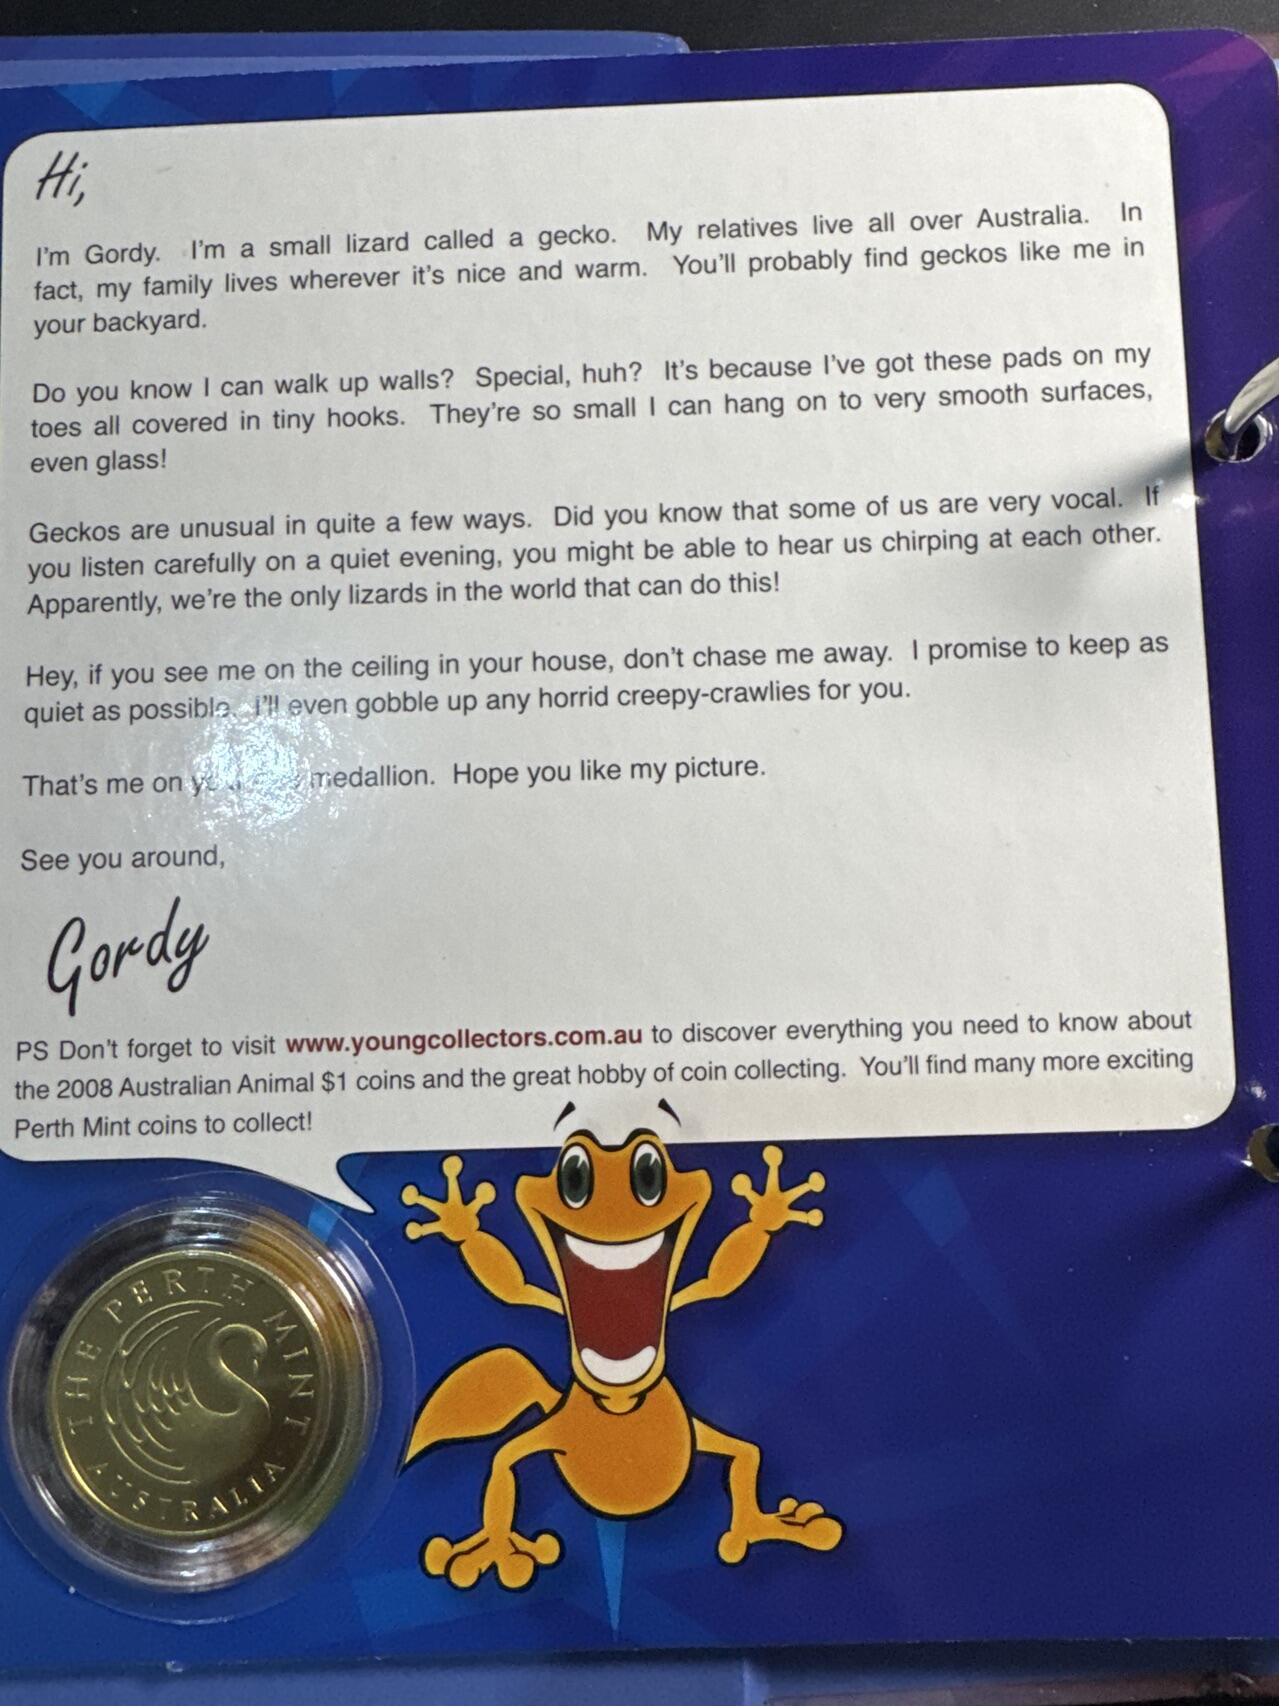 Hi,
I'm Gordy. I'm a small lizard called a gecko. My relatives live all over Australia. In
fact, my family lives wherever it's nice and warm. You'll probably find geckos like me in
your backyard.
Do you know I can walk up walls? Special, huh? It's because I've got these pads on my
toes all covered in tiny hooks. They're so small I can hang on to very smooth surfaces,
even glass!
Geckos are unusual in quite a few ways. Did you know that some of us are very vocal. If
you listen carefully on a quiet evening, you might be able to hear us chirping at each other.
Apparently, we're the only lizards in the world that can do this!
Hey, if you see me on the ceiling in your house, don't chase me away. I promise to keep as
quiet as possible. I'll even gobble up any horrid creepy-crawlies for you.
That's me on medallion. Hope you like my picture.
See you around,
Gordy
PS Don't forget to visit www.youngcollectors.com.au to discover everything you need to know about
the 2008 Australian Animal $1 coins and the great hobby of coin collecting. You'll find many more exciting
Perth Mint coins to collect!
THE PERTH MINT
AUSTRALIA